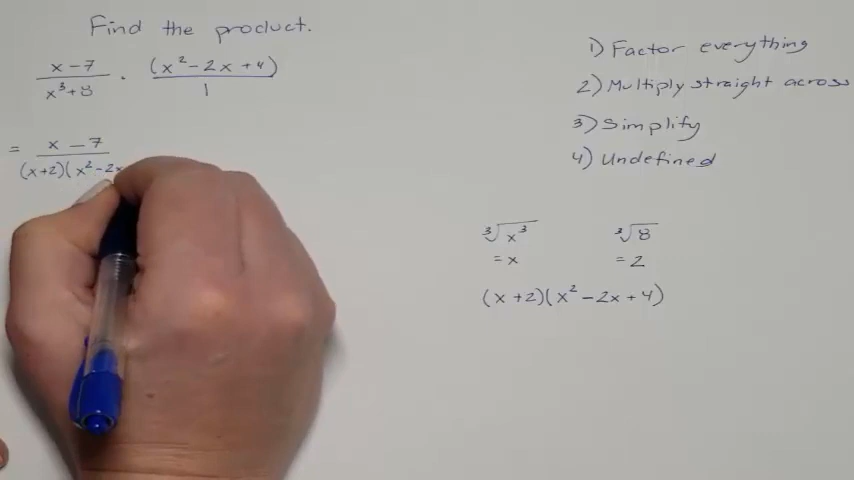 Find the product.
x - 7 / x³+8 · (x² - 2x + 4) / 1
= x - 7 / (x+2)(x² - 2x
1) Factor everything
2) Multiply straight across
3) Simplify
4) Undefined
∛x³ ∛8
= x = 2
(x + 2)(x² - 2x + 4)